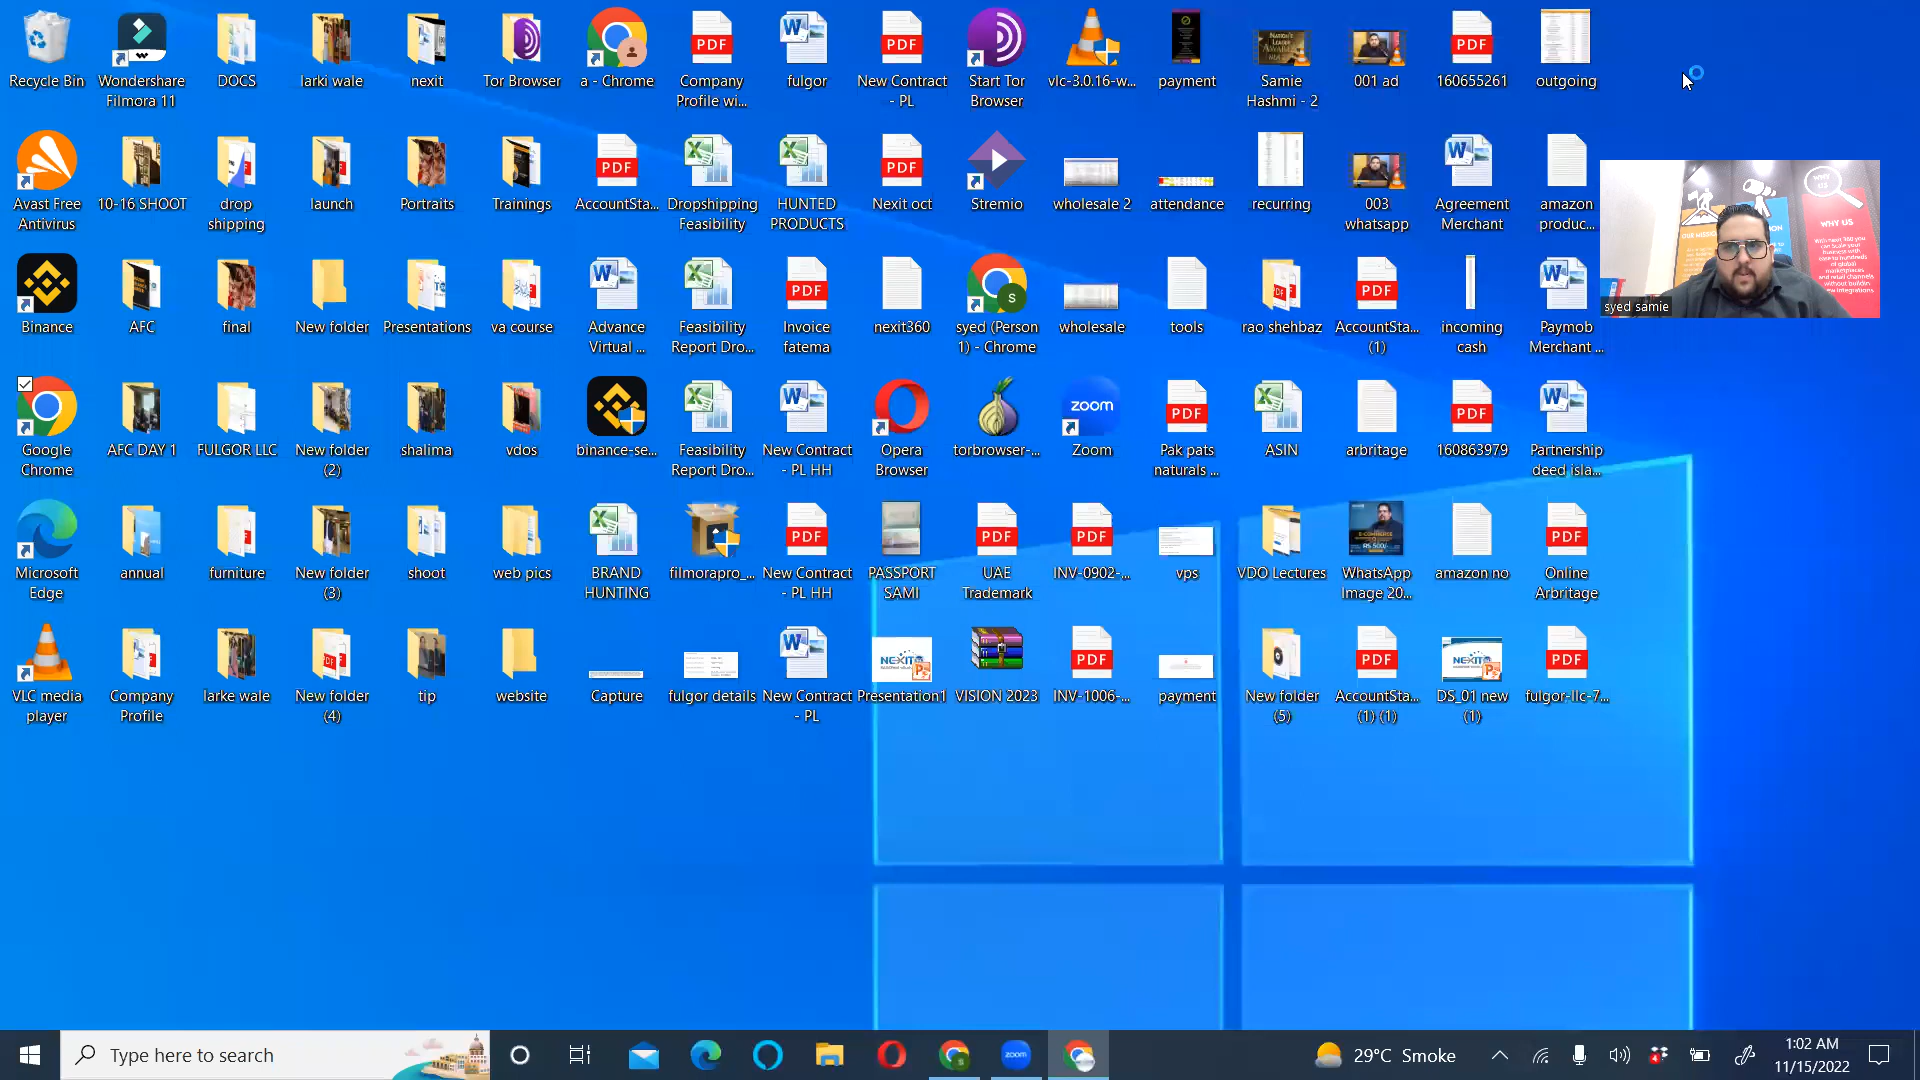 Recycle Bin
Wondershare
Filmora 11
DOCS
larki wale
nexit
Tor Browser
a - Chrome
Company
Profile wi...
fulgor
New Contract
- PL
Start Tor
Browser
vlc-3.0.16-w...
payment
Samie
Hashmi - 2
001 ad
160655261
outgoing
Avast Free
Antivirus
10-16 SHOOT
drop
shipping
launch
Portraits
Trainings
AccountSta...
Dropshipping
Feasibility
HUNTED
PRODUCTS
Nexit oct
Stremio
wholesale 2
attendance
recurring
003
whatsapp
Agreement
Merchant
amazon
produc...
Binance
AFC
final
New folder
Presentations
va course
Advance
Virtual ...
Feasibility
Report Dro...
Invoice
fatema
nexit360
syed (Person
1) - Chrome
wholesale
tools
rao shehbaz
AccountSta...
(1)
incoming
cash
Paymob
Merchant ...
Google
Chrome
AFC DAY 1
FULGOR LLC
New folder
(2)
shalima
vdos
binance-se...
Feasibility
Report Dro...
New Contract
- PL HH
Opera
Browser
torbrowser-...
zoom
Zoom
Pak pats
naturals ...
ASIN
arbritage
160863979
Partnership
deed isla...
Microsoft
Edge
annual
furniture
New folder
(3)
shoot
web pics
BRAND
HUNTING
filmorapro_...
New Contract
- PL HH
PASSPORT
SAMI
UAE
Trademark
INV-0902-...
vps
VDO Lectures
WhatsApp
Image 20...
amazon no
Online
Arbritage
VLC media
player
Company
Profile
larke wale
New folder
(4)
tip
website
Capture
fulgor details
New Contract
- PL
Presentation1
VISION 2023
INV-1006-...
payment
New folder
(5)
AccountSta...
(1) (1)
DS_01 new
(1)
fulgor-llc-7...
WHY US
syed samie
Type here to search
zoom
29°C Smoke
1:02 AM
11/15/2022